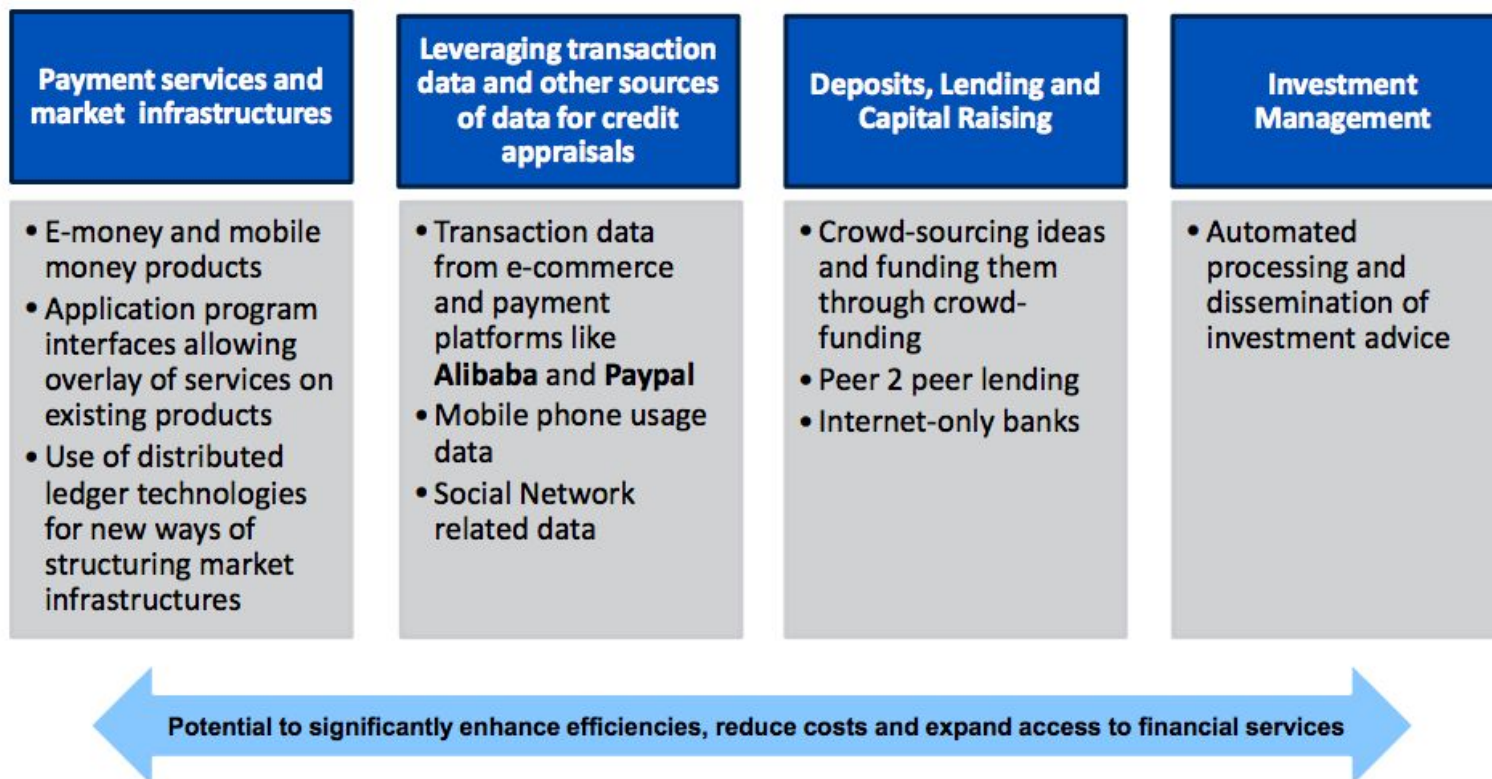 Payment services and
market infrastructures
• E-money and mobile
money products
• Application program
interfaces allowing
overlay of services on
existing products
• Use of distributed
ledger technologies
for new ways of
structuring market
infrastructures
Leveraging transaction
data and other sources
of data for credit
appraisals
• Transaction data
from e-commerce
and payment
platforms like
Alibaba and Paypal
• Mobile phone usage
data
• Social Network
related data
Deposits, Lending and
Capital Raising
• Crowd-sourcing ideas
and funding them
through crowd-
funding
• Peer 2 peer lending
• Internet-only banks
Investment
Management
• Automated
processing and
dissemination of
investment advice
Potential to significantly enhance efficiencies, reduce costs and expand access to financial services